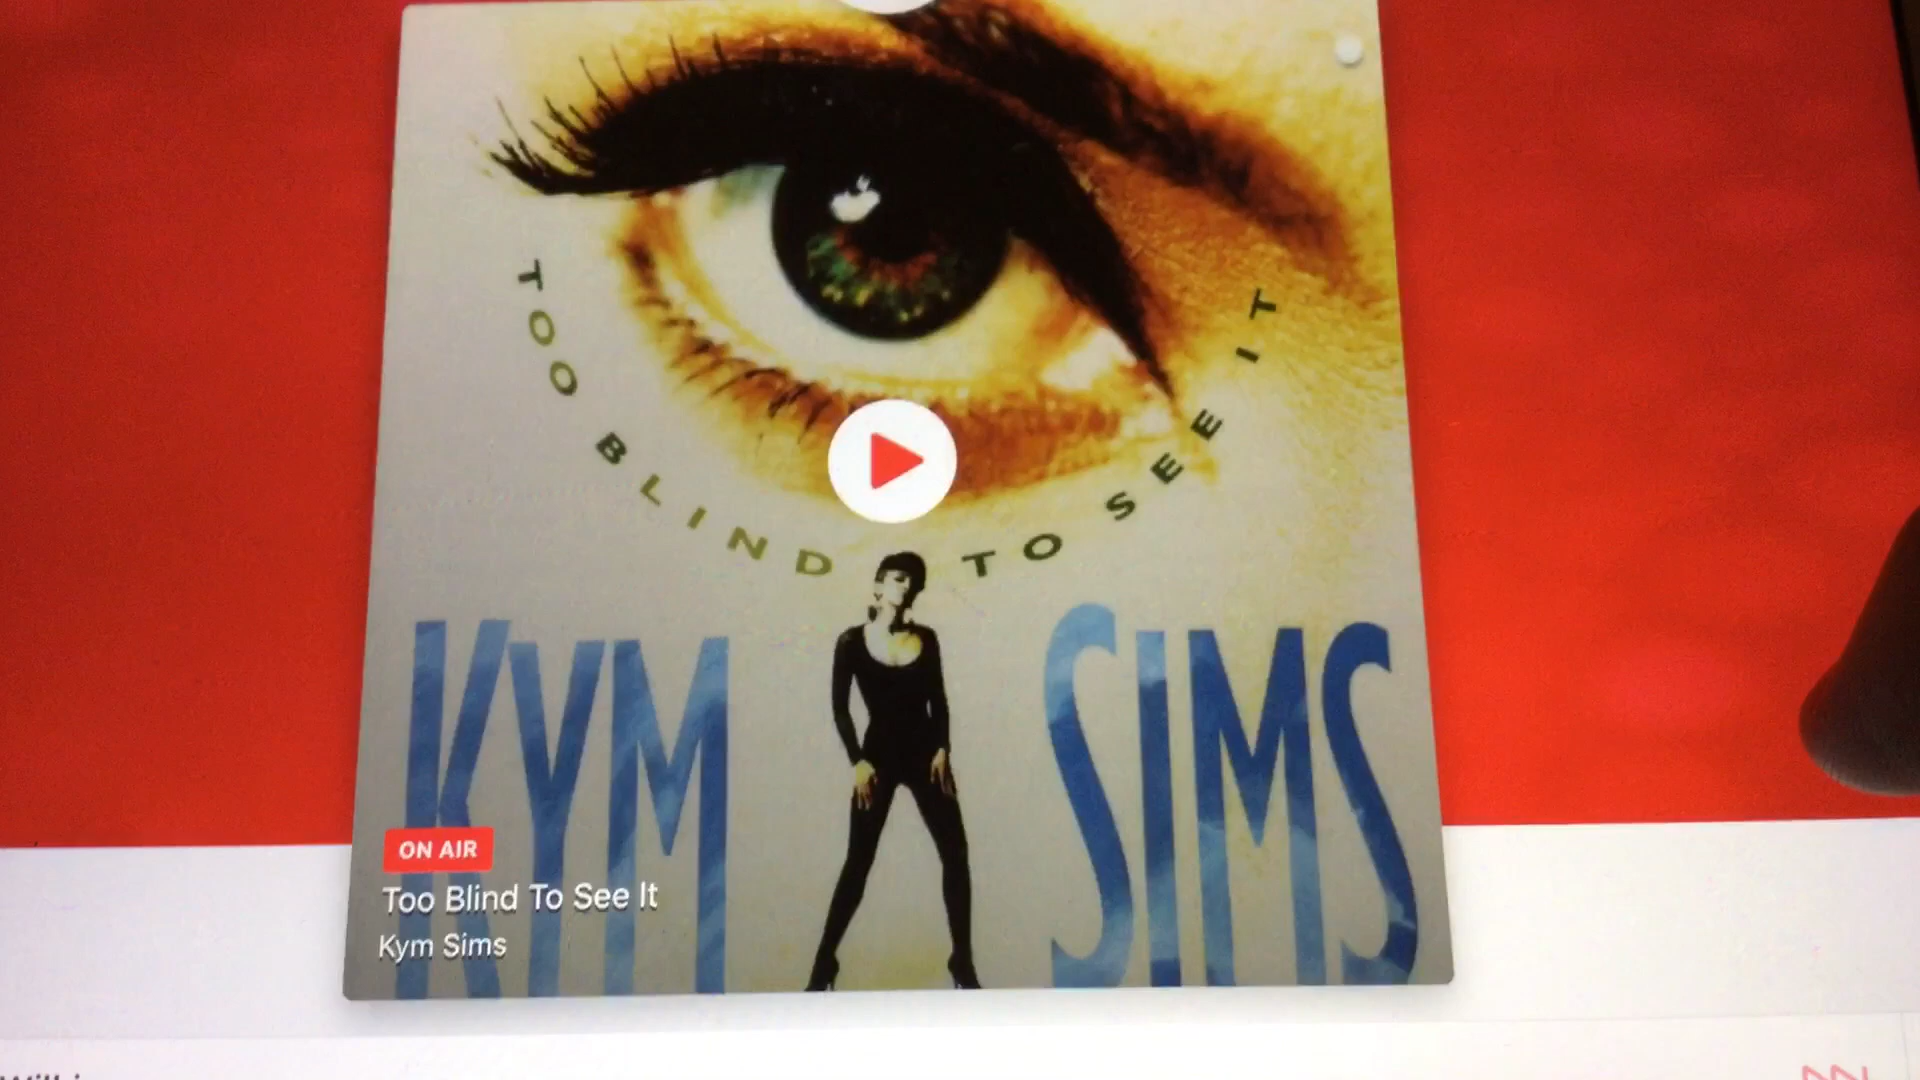 TOO BLIND TO SEE IT
KYM SIMS
ON AIR
Too Blind To See It
Kym Sims